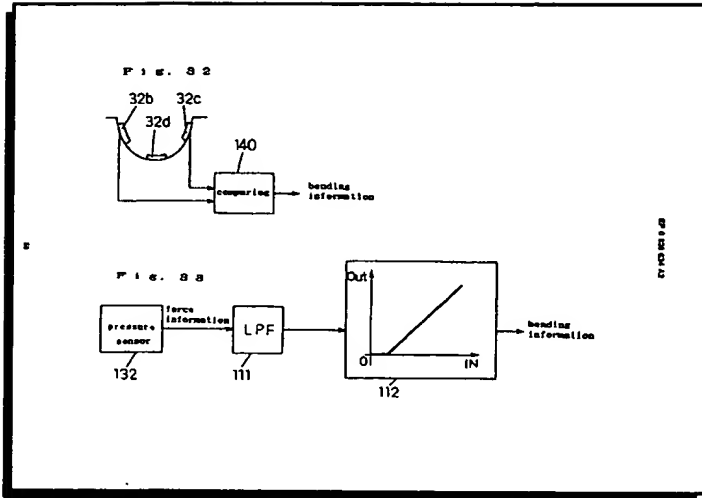 Fig. 32
32b
32c
32d
140
comparing
bending
information
Fig. 33
force
information
pressure
sensor
132
LPF
111
Out
0
IN
112
bending
information